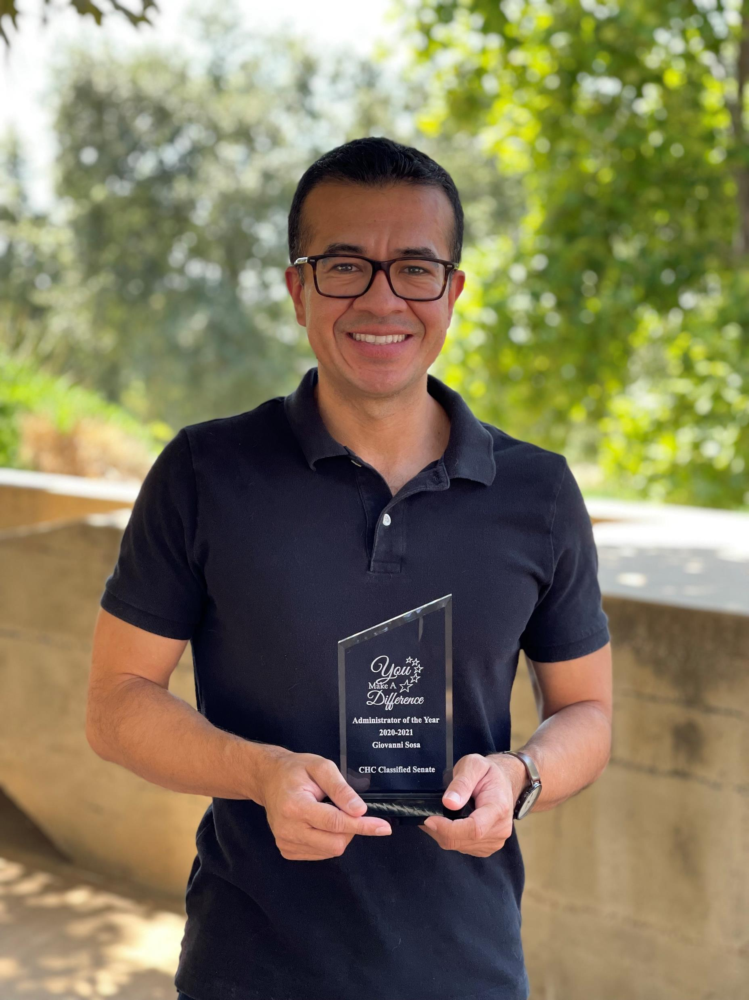 You
Make A
Difference
Administrator of the Year
2020-2021
Giovanni Sosa
CHC Classified Senate